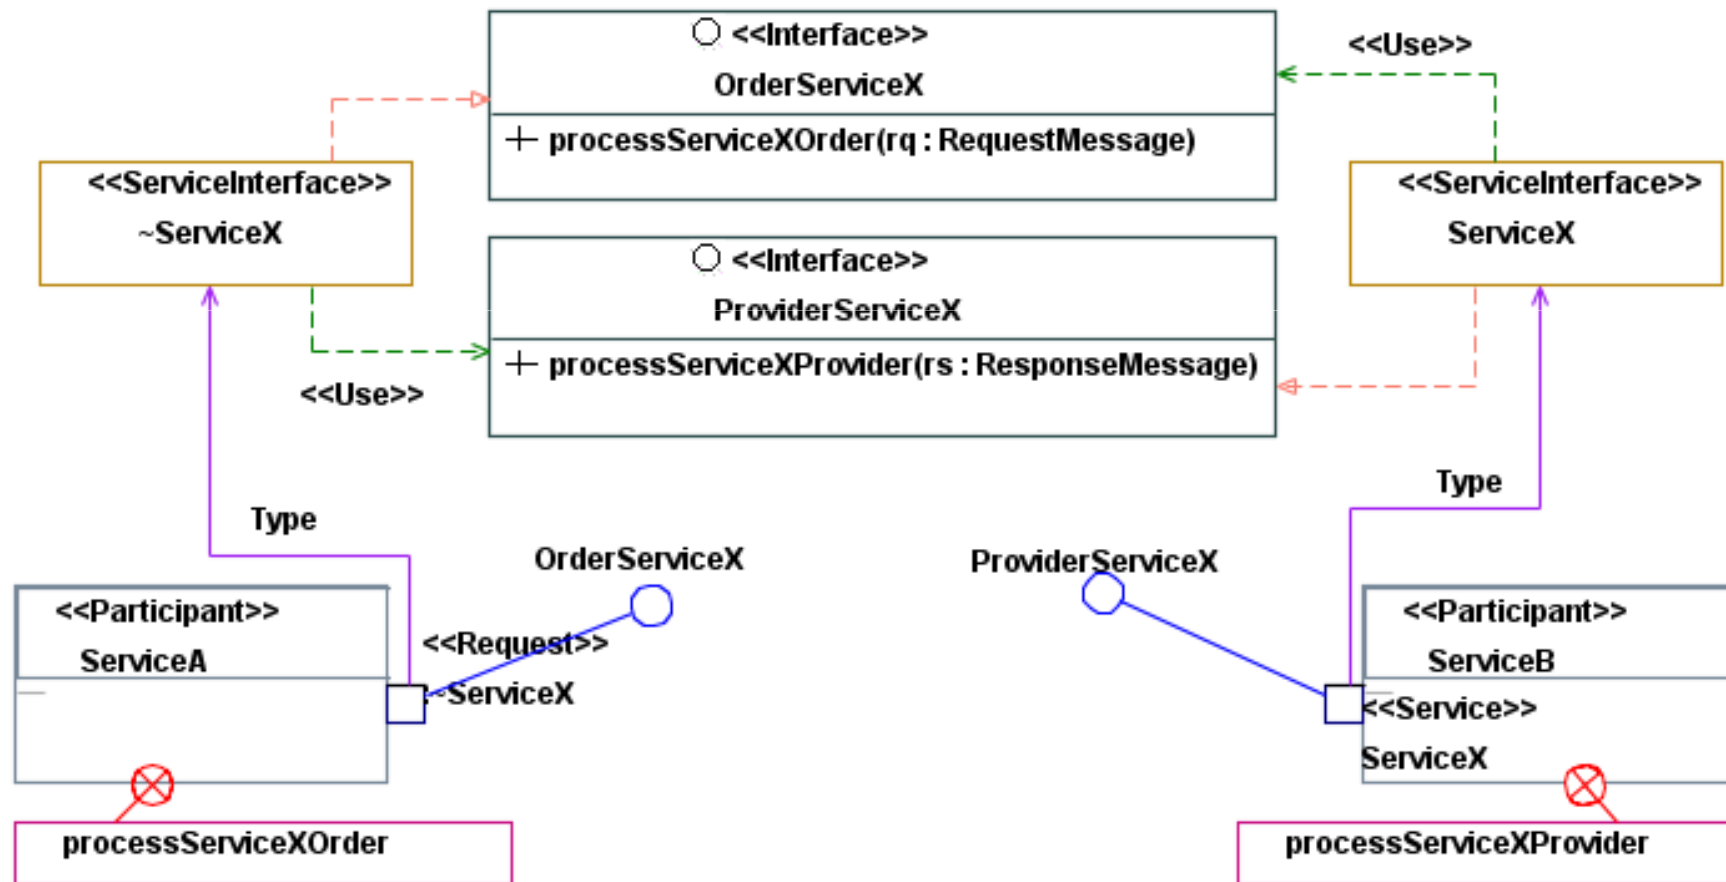 <<Interface>>
OrderServiceX
+ processServiceXOrder(rq : RequestMessage)
<<Use>>
<<ServiceInterface>>
~ServiceX
<<ServiceInterface>>
ServiceX
<<Interface>>
ProviderServiceX
+ processServiceXProvider(rs : ResponseMessage)
<<Use>>
Type
Type
OrderServiceX
ProviderServiceX
<<Participant>>
ServiceA
<<Request>>
:~ServiceX
<<Participant>>
ServiceB
<<Service>>
ServiceX
processServiceXOrder
processServiceXProvider